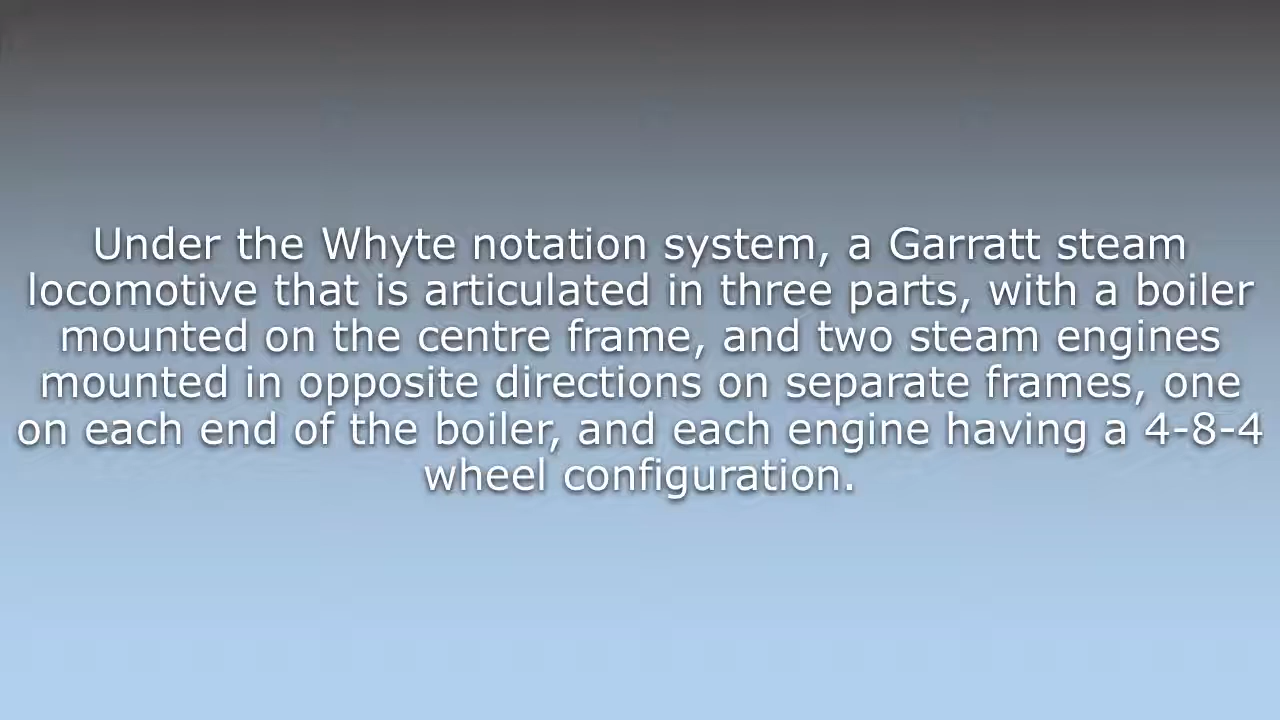 Under the Whyte notation system, a Garratt steam
locomotive that is articulated in three parts, with a boiler
mounted on the centre frame, and two steam engines
mounted in opposite directions on separate frames, one
on each end of the boiler, and each engine having a 4-8-4
wheel configuration.